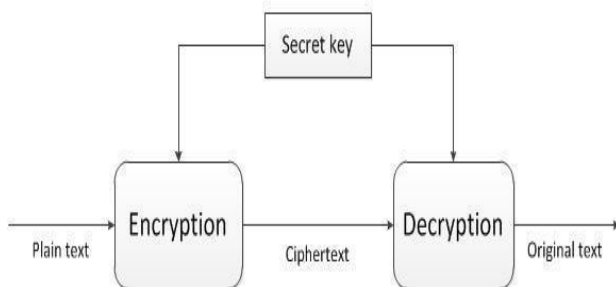 Secret key
Encryption
Decryption
Plain text
Ciphertext
Original text